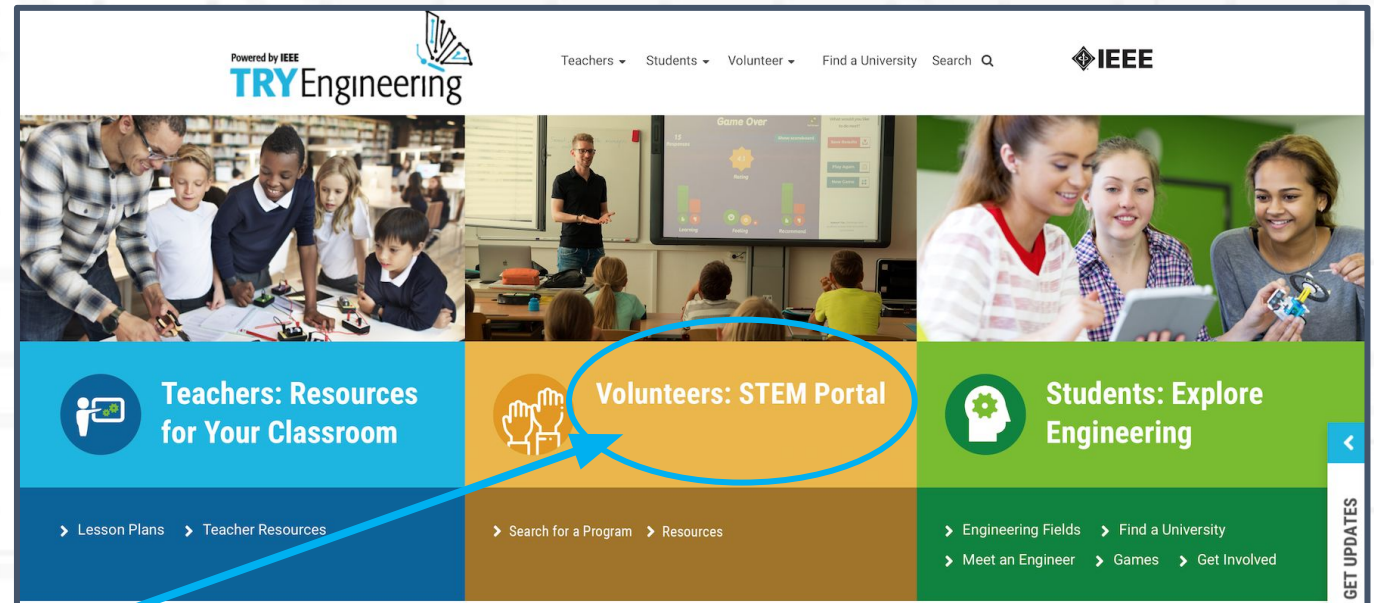 Powered by IEEE
TRYEngineering
Teachers Students Volunteer Find a University Search
IEEE
Game Over
15
Teachers: Resources
for Your Classroom
Volunteers: STEM Portal
Students: Explore
Engineering
Lesson Plans Teacher Resources
Search for a Program Resources
Engineering Fields Find a University
Meet an Engineer Games Get Involved
GET UPDATES